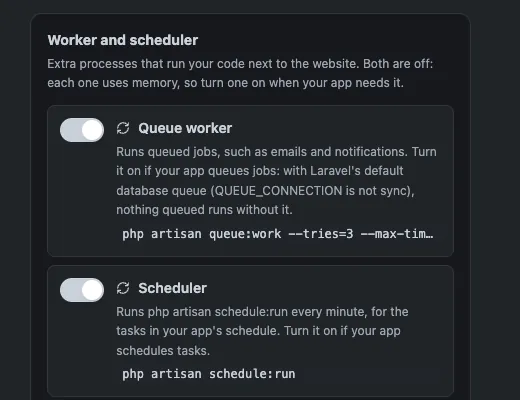 Worker and scheduler
Extra processes that run your code next to the website. Both are off:
each one uses memory, so turn one on when your app needs it.
Queue worker
Runs queued jobs, such as emails and notifications. Turn
it on if your app queues jobs: with Laravel's default
database queue (QUEUE_CONNECTION is not sync),
nothing queued runs without it.
php artisan queue:work --tries=3 --max-tim…
Scheduler
Runs php artisan schedule:run every minute, for the
tasks in your app's schedule. Turn it on if your app
schedules tasks.
php artisan schedule:run